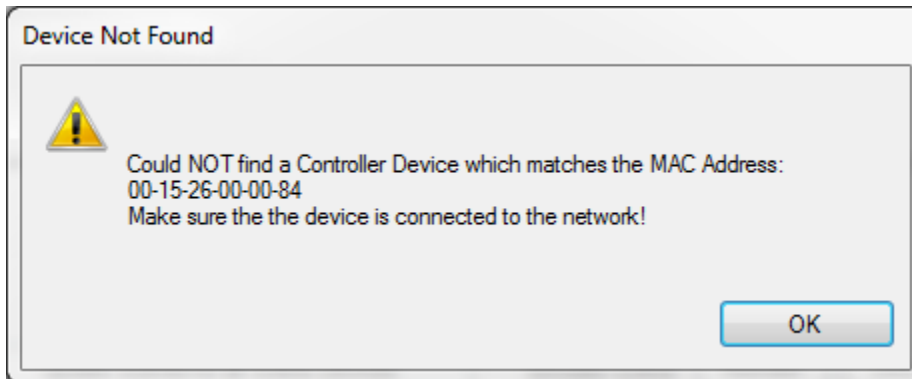 Device Not Found
Could NOT find a Controller Device which matches the MAC Address:
00-15-26-00-00-84
Make sure the the device is connected to the network!
OK